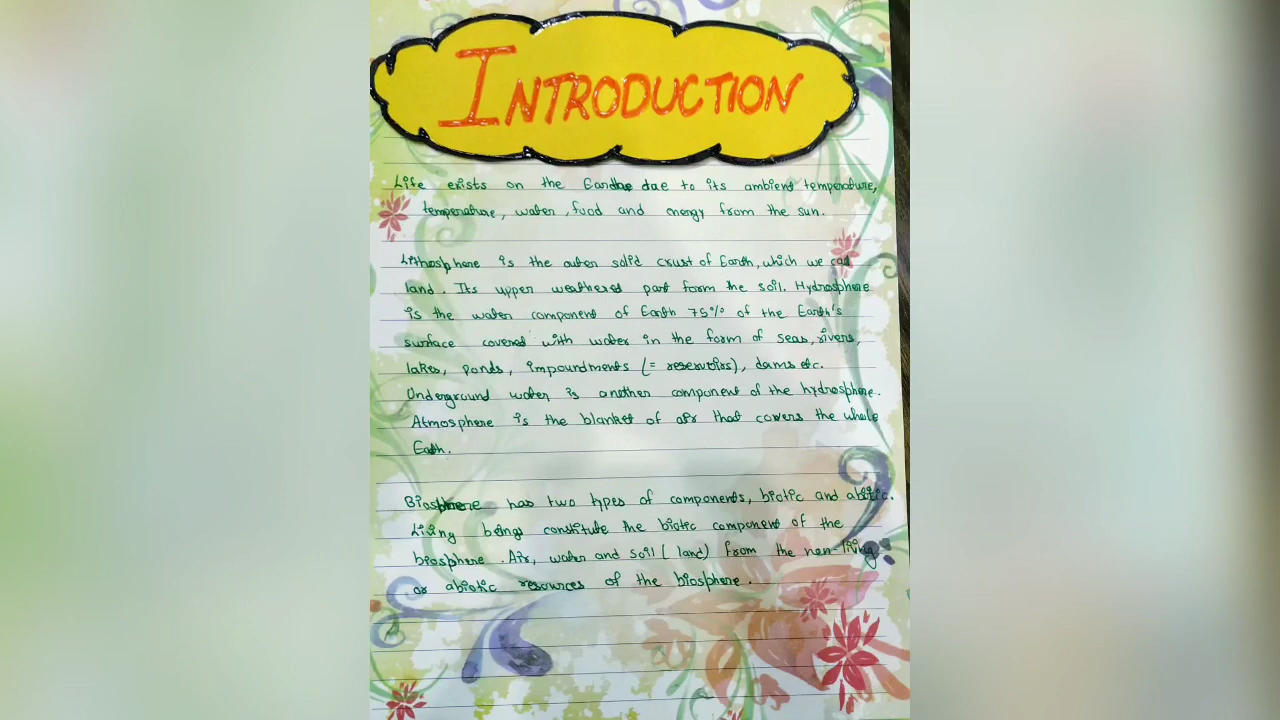 INTRODUCTION
Life exists on the Earth due to its ambient temperature,
temperature, water, food and energy from the sun.
Lithosphere is the outer solid crust of Earth, which we call
land. Its upper weathered part form the soil. Hydrosphere
is the water component of Earth 75% of the Earth's
surface covered with water in the form of seas, rivers,
lakes, ponds, impoundments (= reservoirs), dams etc.
Underground water is another component of the hydrosphere.
Atmosphere is the blanket of air that covers the whole
Earth.
Biosphere has two types of components, biotic and abiotic.
Living beings constitute the biotic component of the
biosphere. Air, water and soil (land) from the non-living
or abiotic resources of the biosphere.